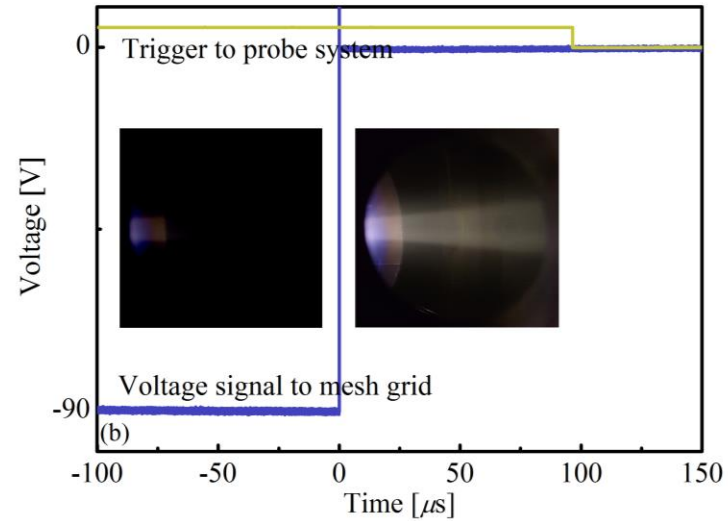 0
Trigger to probe system
Voltage [V]
Voltage signal to mesh grid
-90
(b)
-100
-50
0
50
100
150
Time [μs]